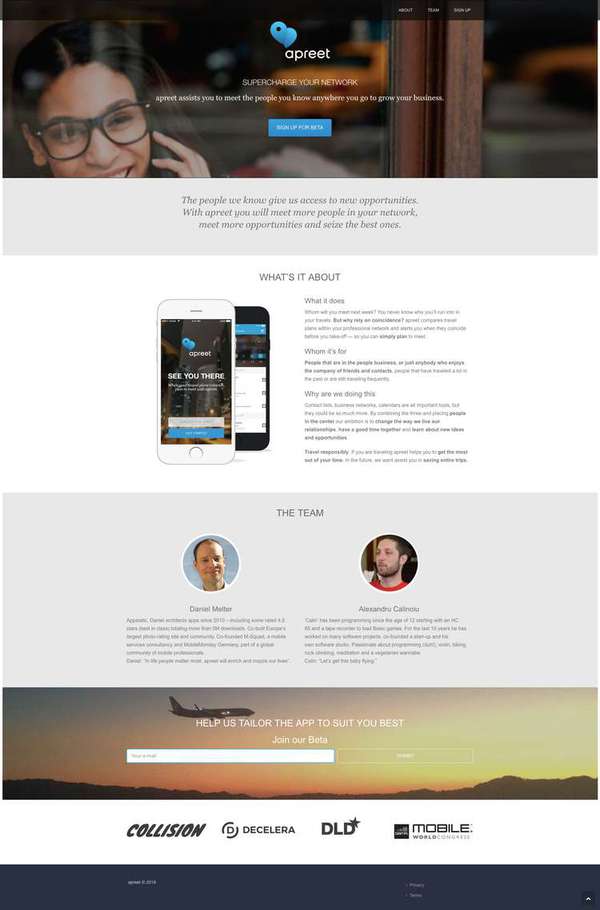 ABOUT TEAM SIGN UP
apreet
SUPERCHARGE YOUR NETWORK
apreet assists you to meet the people you know anywhere you go to grow your business.
SIGN UP FOR BETA
The people we know give us access to new opportunities.
With apreet you will meet more people in your network,
meet more opportunities and seize the best ones.
WHAT'S IT ABOUT
What it does
Whom will you meet next week? You never know who you'll run into in
your travels. But why rely on coincidence? apreet compares travel
plans within your professional network and alerts you when they coincide
before you take-off — so you can simply plan to meet.
Whom it's for
People that are in the people business, or just anybody who enjoys
the company of friends and contacts, people that have traveled a lot in
the past or are still traveling frequently.
Why are we doing this
Contact lists, business networks, calendars are all important tools, but
they could be so much more. By combining the three and placing people
in the center our ambition is to change the way we live our
relationships, have a good time together and learn about new ideas
and opportunities.
Travel responsibly. If you are traveling apreet helps you to get the most
out of your time. In the future, we want assist you in saving entire trips.
apreet
SEE YOU THERE
GET STARTED
THE TEAM
Daniel Melter
Appsratic. Daniel architects apps since 2010 – including some rated 4.5
stars (best in class) totaling more than 5M downloads. Co-built Europe's
largest photo-rating site and community. Co-founded M-Squad, a mobile
services consultancy and MobileMonday Germany, part of a global
community of mobile professionals.
Daniel: "In life people matter most, apreet will enrich and inspire our lives".
Alexandru Calinoiu
'Calin' has been programming since the age of 12 starting with an HC
85 and a tape recorder to load Basic games. For the last 10 years he has
worked on many software projects, co-founded a start-up and his
own software studio. Passionate about programming (duh!), violin, biking,
rock climbing, meditation and a vegetarian wannabe.
Calin: "Let's get this baby flying."
HELP US TAILOR THE APP TO SUIT YOU BEST
Join our Beta
Your e-mail
SUBMIT
COLLISION
DECELERA
DLD
GSMA
MOBILE
WORLD CONGRESS
apreet © 2016
Privacy
Terms